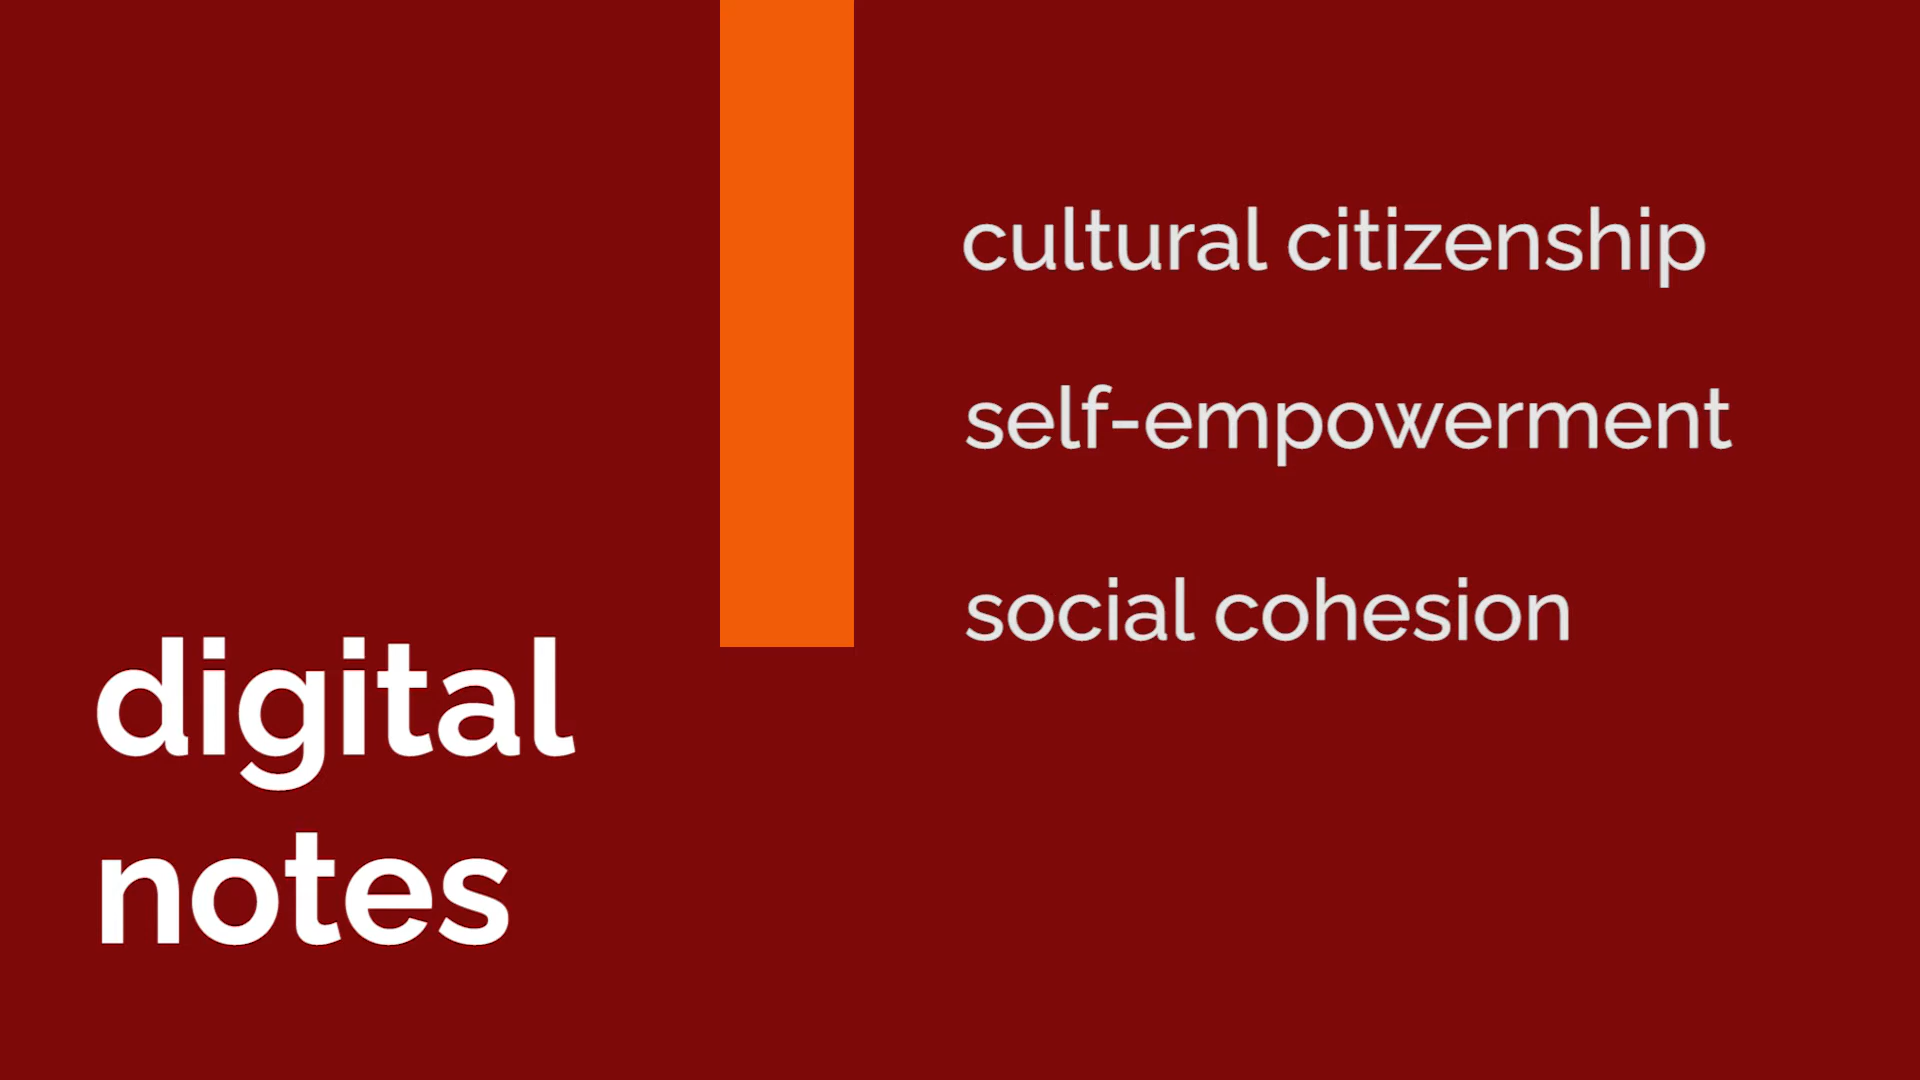 cultural citizenship
self-empowerment
social cohesion
digital
notes